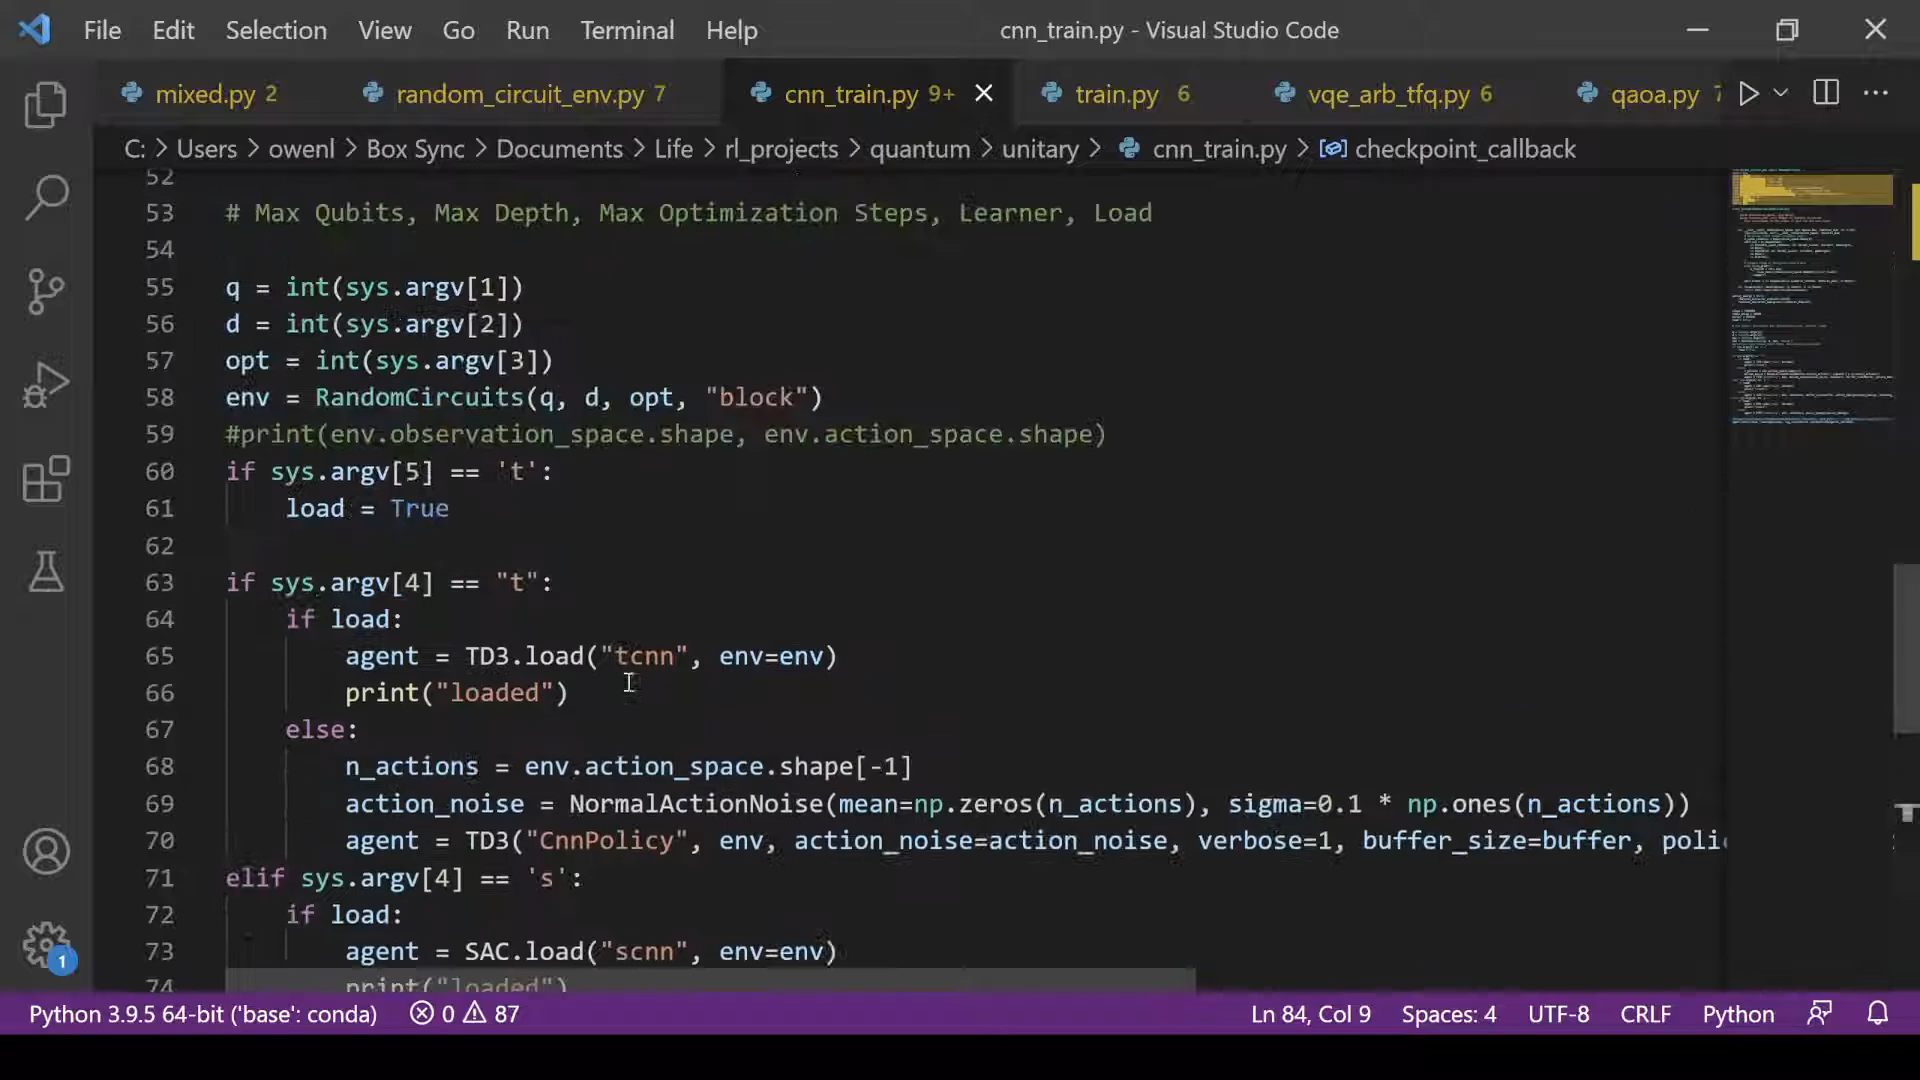 File Edit Selection View Go Run Terminal Help cnn_train.py - Visual Studio Code
mixed.py 2 random_circuit_env.py 7 cnn_train.py 9+ train.py 6 vqe_arb_tfq.py 6 qaoa.py 7
C: > Users > owenl > Box Sync > Documents > Life > rl_projects > quantum > unitary > cnn_train.py > checkpoint_callback
52
53 # Max Qubits, Max Depth, Max Optimization Steps, Learner, Load
54
55 q = int(sys.argv[1])
56 d = int(sys.argv[2])
57 opt = int(sys.argv[3])
58 env = RandomCircuits(q, d, opt, "block")
59 #print(env.observation_space.shape, env.action_space.shape)
60 if sys.argv[5] == 't':
61 load = True
62
63 if sys.argv[4] == "t":
64 if load:
65 agent = TD3.load("tcnn", env=env)
66 print("loaded")
67 else:
68 n_actions = env.action_space.shape[-1]
69 action_noise = NormalActionNoise(mean=np.zeros(n_actions), sigma=0.1 * np.ones(n_actions))
70 agent = TD3("CnnPolicy", env, action_noise=action_noise, verbose=1, buffer_size=buffer, polic
71 elif sys.argv[4] == 's':
72 if load:
73 agent = SAC.load("scnn", env=env)
74 print("loaded")
1
Python 3.9.5 64-bit ('base': conda) 0 87 Ln 84, Col 9 Spaces: 4 UTF-8 CRLF Python